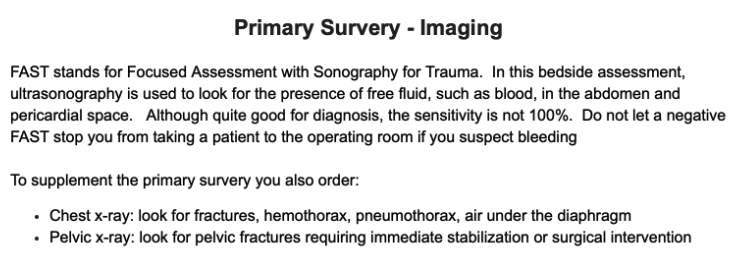 Primary Survery - Imaging
FAST stands for Focused Assessment with Sonography for Trauma.  In this bedside assessment,
ultrasonography is used to look for the presence of free fluid, such as blood, in the abdomen and
pericardial space.   Although quite good for diagnosis, the sensitivity is not 100%.  Do not let a negative
FAST stop you from taking a patient to the operating room if you suspect bleeding
To supplement the primary survery you also order:
• Chest x-ray: look for fractures, hemothorax, pneumothorax, air under the diaphragm
• Pelvic x-ray: look for pelvic fractures requiring immediate stabilization or surgical intervention